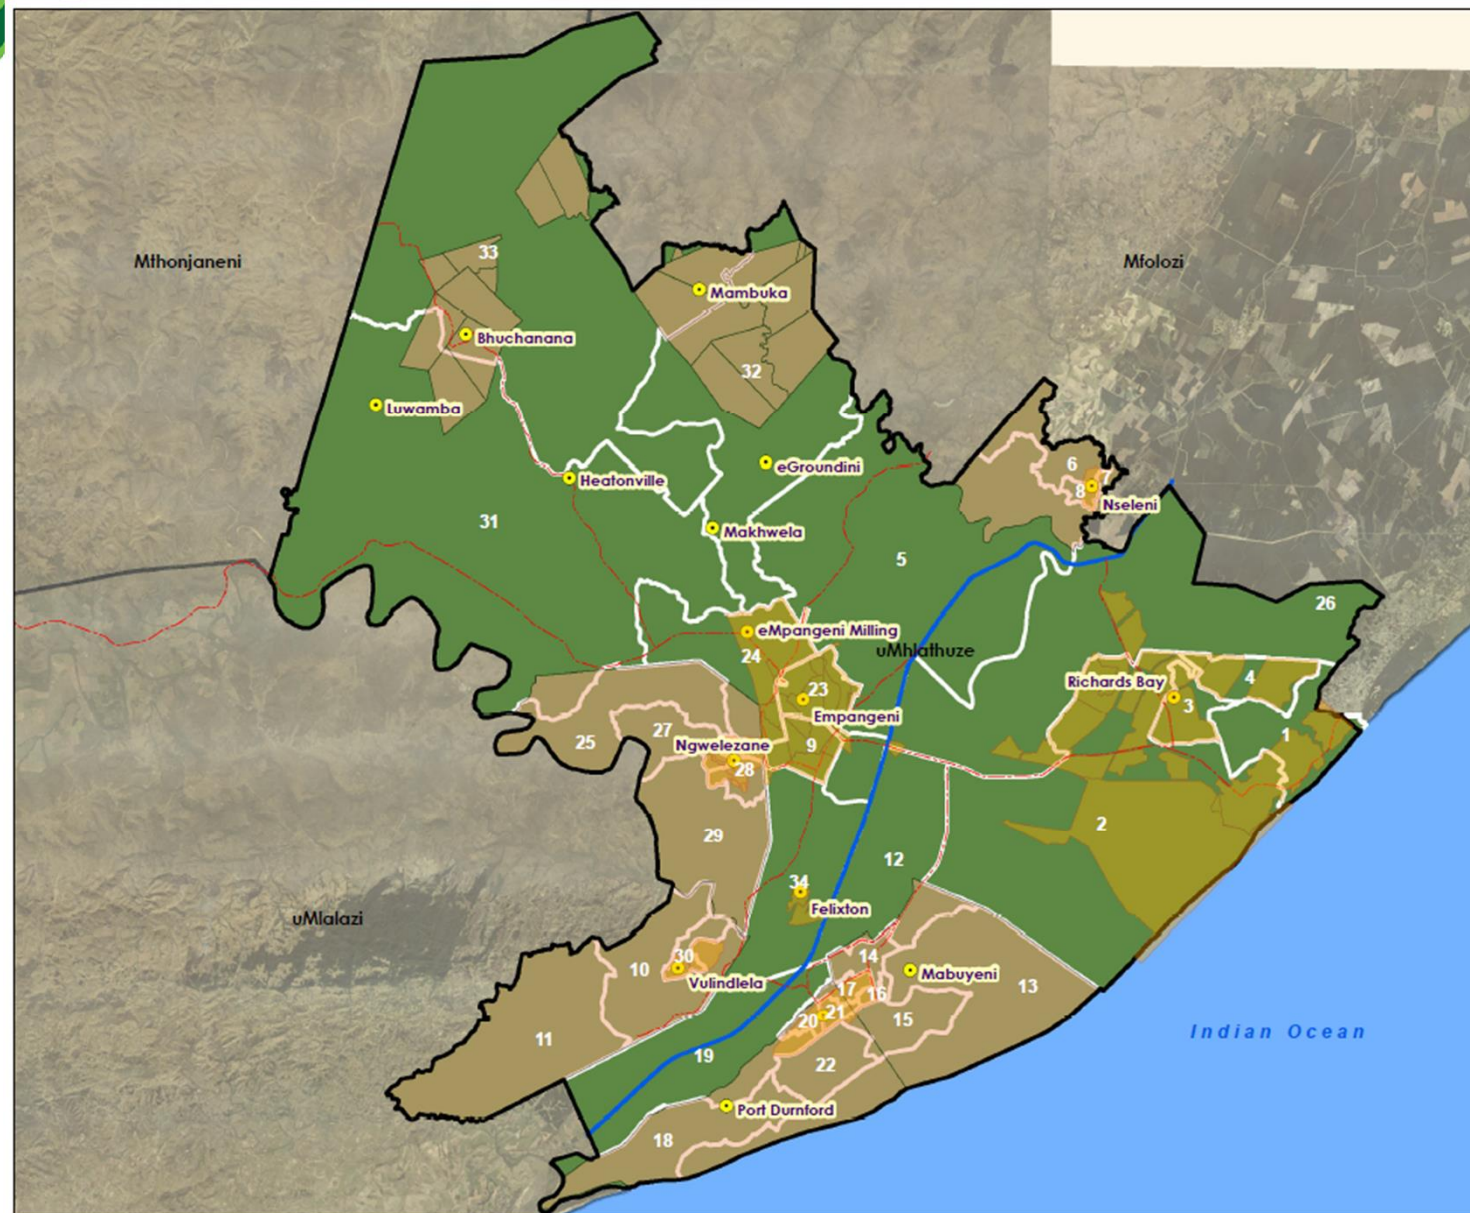 33
Mthonjaneni
Mfolozi
Mambuka
Bhuchanana
32
Luwamba
6
7
eGroundini
Heatonville
8
Nseleni
31
Makhwela
5
26
eMpangeni Milling
24
uMhlathuze
4
Richards Bay
23
3
Empangeni
27
25
9
1
Ngwelezane
28
2
29
12
34
Felixton
uMlalazi
14
30
10
Mabuyeni
Vulindlela
13
17
16
21
20
15
Indian Ocean
11
19
22
Port Durnford
18